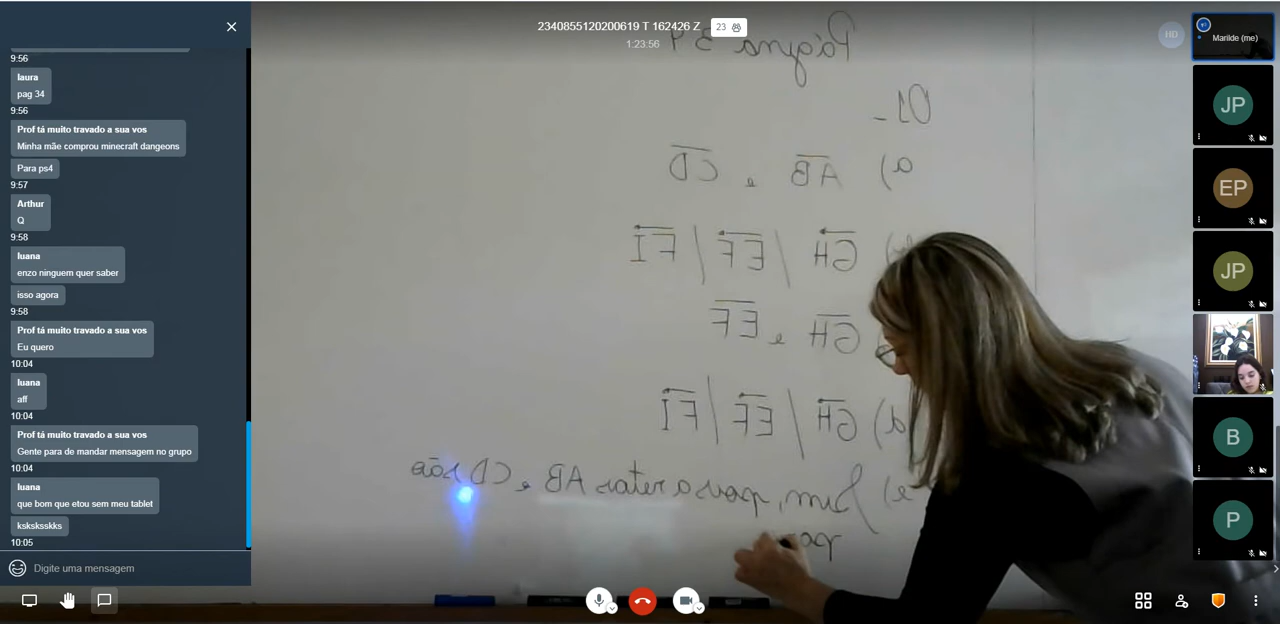 9:56
laura
pag 34
9:56
Prof tá muito travado a sua vos
Minha mãe comprou minecraft dangeons
Para ps4
9:57
Arthur
Q
9:58
luana
enzo ninguem quer saber
isso agora
9:58
Prof tá muito travado a sua vos
Eu quero
10:04
luana
aff
10:04
Prof tá muito travado a sua vos
Gente para de mandar mensagem no grupo
10:04
luana
que bom que etou sem meu tablet
ksksksskks
10:05
Digite uma mensagem
2340855120200619 T 162426 Z 23
1:23:56
Página 34
01-
a) AB e CD
GH / EF / FI
GH e EF
d) GH / EF / FI
e) Sim, retas AB e CD são
HD
Marilde (me)
JP
EP
JP
B
P